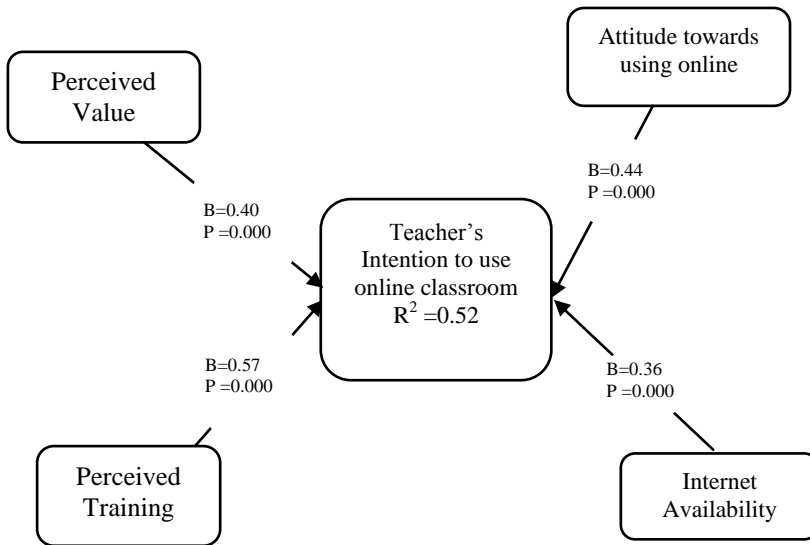 Perceived
Value
Attitude towards
using online
B=0.40
P =0.000
B=0.44
P =0.000
Teacher's
Intention to use
online classroom
R² =0.52
B=0.57
P =0.000
B=0.36
P =0.000
Perceived
Training
Internet
Availability